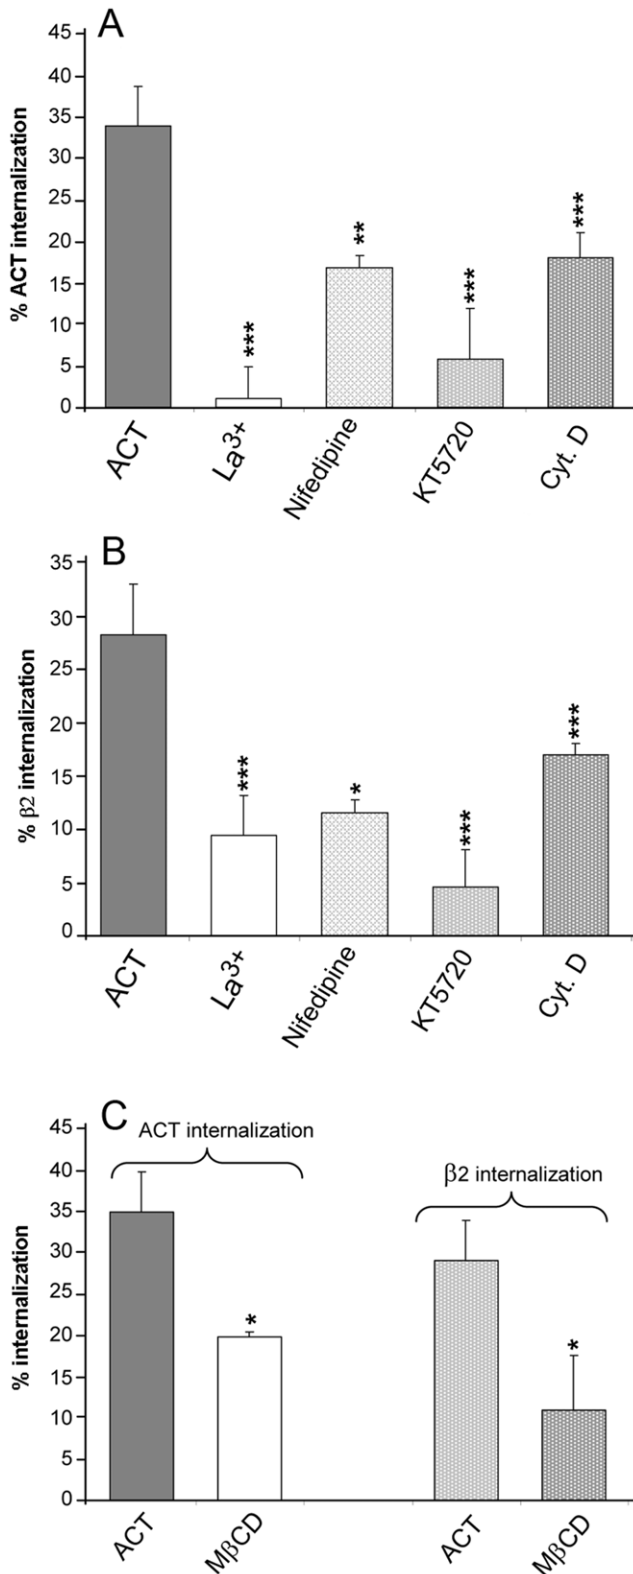 A
% ACT internalization
45
40
35
30
25
20
15
10
5
0
***
**
***
***
ACT
La3+
Nifedipine
KT5720
Cyt. D
B
% β2 internalization
35
30
25
20
15
10
5
0
***
*
***
***
ACT
La3+
Nifedipine
KT5720
Cyt. D
C
% internalization
45
40
35
30
25
20
15
10
5
0
ACT internalization
β2 internalization
*
*
ACT
MβCD
ACT
MβCD